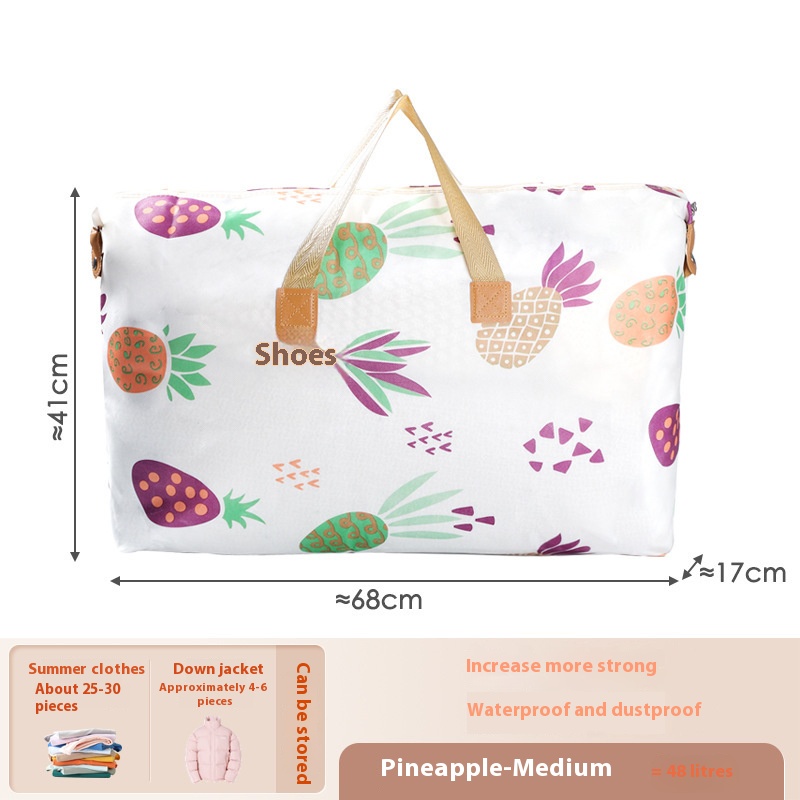 Shoes
≈41cm
≈68cm
≈17cm
Summer clothes
About 25-30
pieces
Down jacket
Approximately 4-6
pieces
Can be stored
Increase more strong
Waterproof and dustproof
Pineapple-Medium
= 48 litres